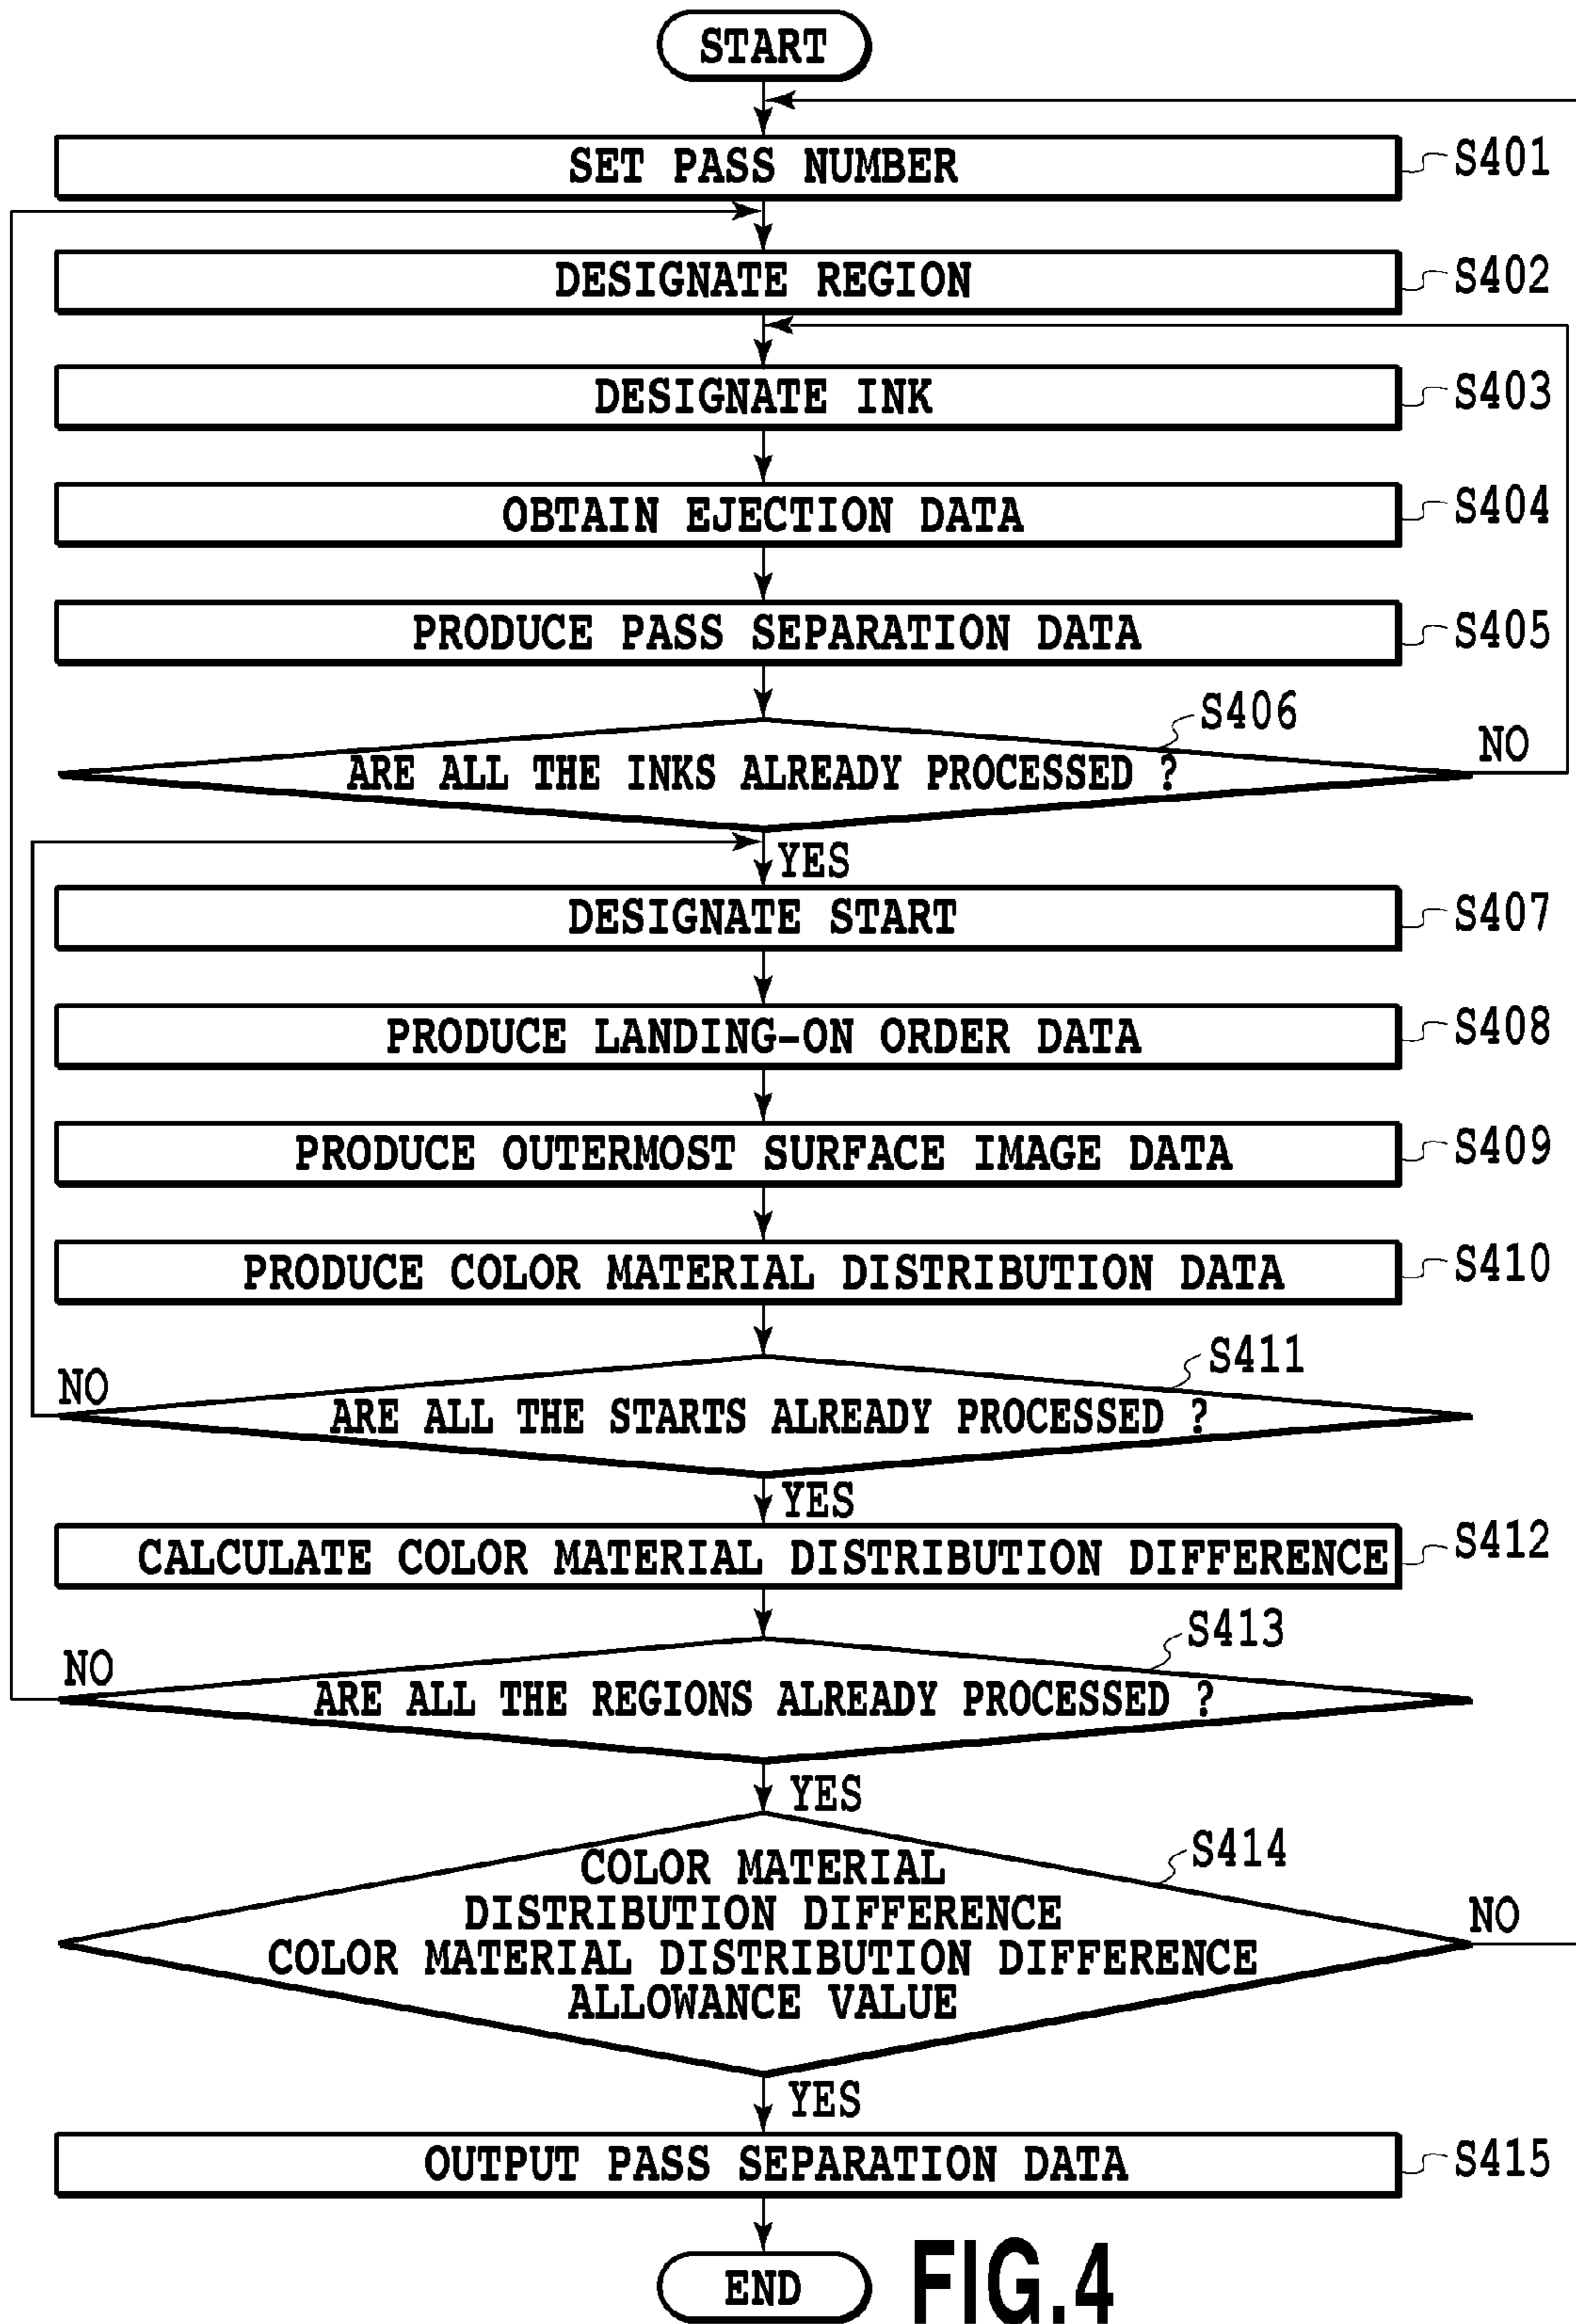 START
SET PASS NUMBER
S401
DESIGNATE REGION
S402
DESIGNATE INK
S403
OBTAIN EJECTION DATA
S404
PRODUCE PASS SEPARATION DATA
S405
S406
ARE ALL THE INKS ALREADY PROCESSED ?
NO
YES
DESIGNATE START
S407
PRODUCE LANDING-ON ORDER DATA
S408
PRODUCE OUTERMOST SURFACE IMAGE DATA
S409
PRODUCE COLOR MATERIAL DISTRIBUTION DATA
S410
S411
NO
ARE ALL THE STARTS ALREADY PROCESSED ?
YES
CALCULATE COLOR MATERIAL DISTRIBUTION DIFFERENCE
S412
S413
NO
ARE ALL THE REGIONS ALREADY PROCESSED ?
YES
S414
COLOR MATERIAL
DISTRIBUTION DIFFERENCE
COLOR MATERIAL DISTRIBUTION DIFFERENCE
ALLOWANCE VALUE
NO
YES
OUTPUT PASS SEPARATION DATA
S415
END
FIG.4